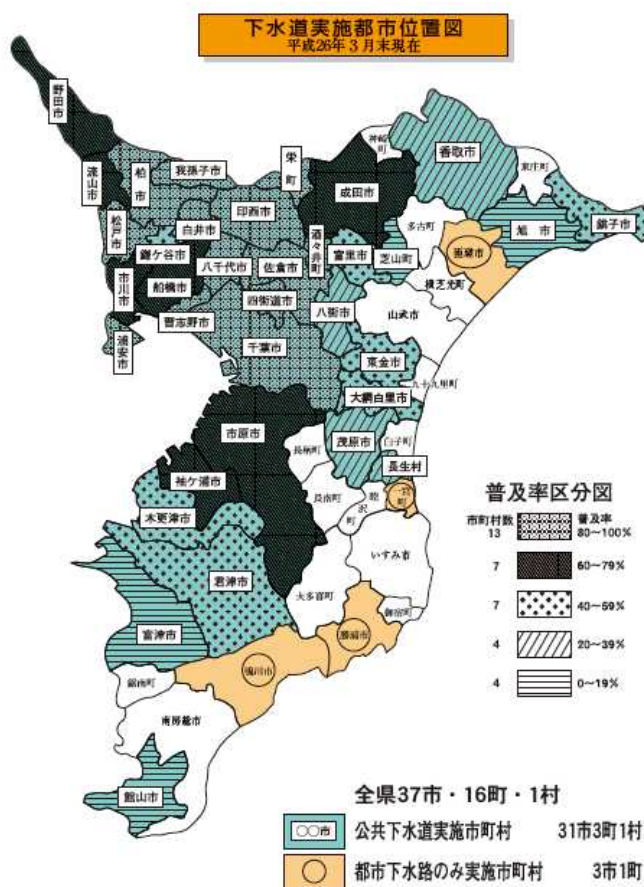 下水道実施都市位置図
平成26年3月末現在
野田市
流山市
柏市
我孫子市
栄町
神崎町
香取市
東庄町
成田市
印西市
松戸市
白井市
酒々井町
富里市
芝山町
多古町
匝瑳市
旭市
銚子市
鎌ケ谷市
八千代市
佐倉市
横芝光町
市川市
船橋市
四街道市
八街市
山武市
習志野市
浦安市
千葉市
東金市
九十九里町
大網白里市
市原市
茂原市
白子町
長柄町
長生村
袖ケ浦市
長南町
睦沢町
木更津市
いすみ市
君津市
大多喜町
御宿町
富津市
勝浦市
鴨川市
鋸南町
南房総市
館山市
普及率区分図
市町村数 普及率
13 80～100%
7 60～79%
7 40～59%
4 20～39%
4 0～19%
全県37市・16町・1村
○○市 公共下水道実施市町村 31市3町1村
都市下水路のみ実施市町村 3市1町